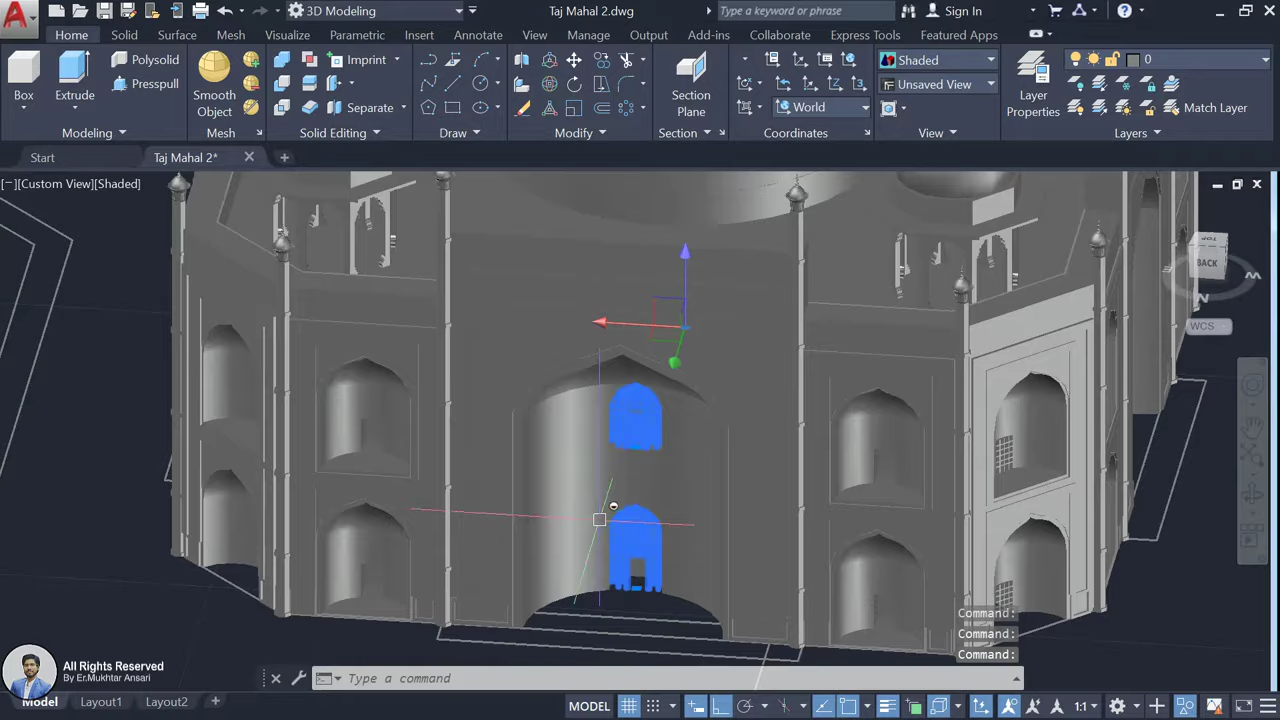 3D Modeling
Taj Mahal 2.dwg
Type a keyword or phrase
Sign In
Home Solid Surface Mesh Visualize Parametric Insert Annotate View Manage Output Add-ins Collaborate Express Tools Featured Apps
Box
Extrude
Polysolid
Presspull
Smooth
Object
Imprint
Separate
Section
Plane
World
Shaded
Unsaved View
Layer
Properties
0
Match Layer
Modeling
Mesh
Solid Editing
Draw
Modify
Section
Coordinates
View
Layers
Start
Taj Mahal 2*
[−][Custom View][Shaded]
TOP
BACK
WCS
Command:
Command:
Command:
All Rights Reserved
By Er.Mukhtar Ansari
Type a command
Model Layout1 Layout2
MODEL
1:1